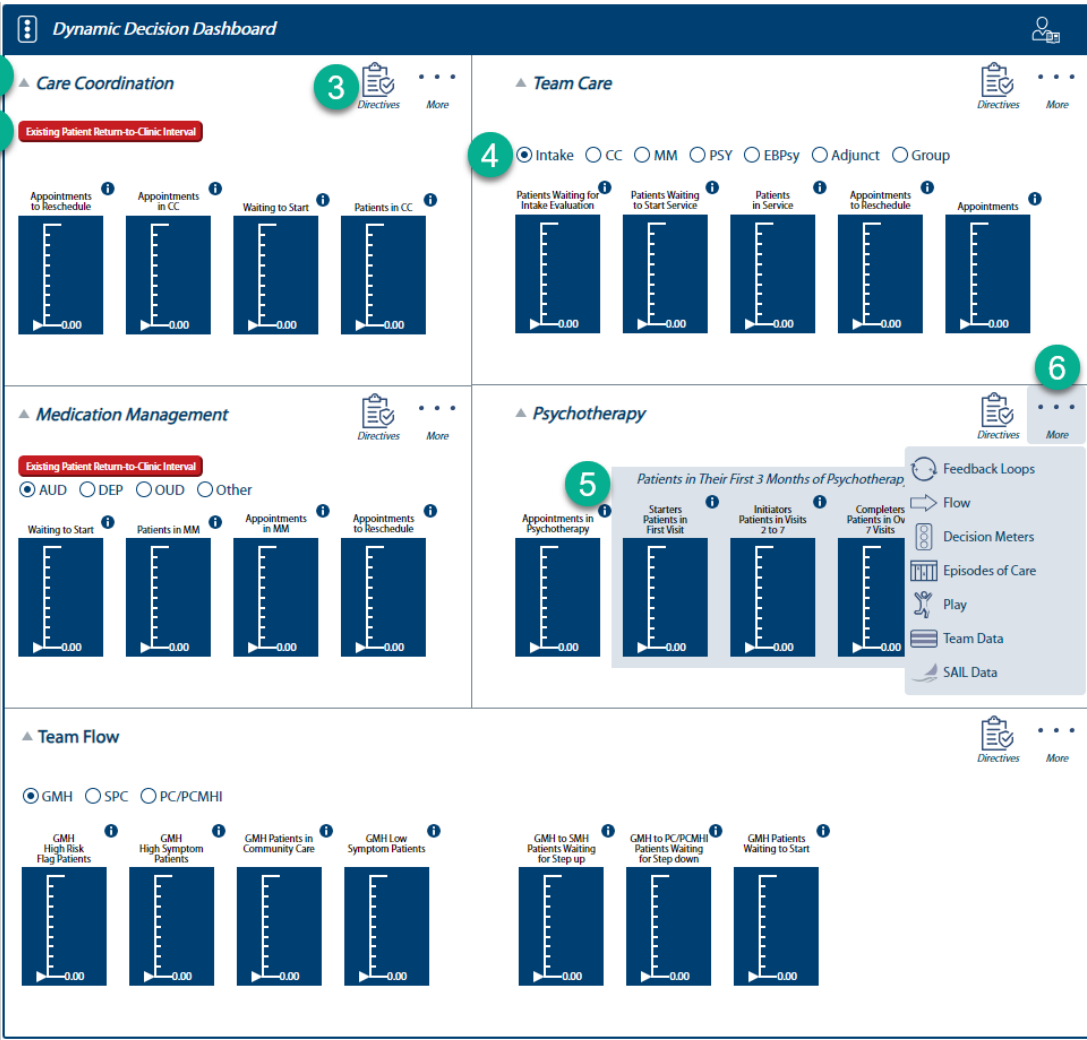 Dynamic Decision Dashboard
Care Coordination
3
Directives
More
Existing Patient Return-to-Clinic Interval
Appointments
to Reschedule
Appointments
in CC
Waiting to Start
Patients in CC
0.00
0.00
0.00
0.00
Team Care
Directives
More
4
Intake CC MM PSY EBPsy Adjunct Group
Patients Waiting for
Intake Evaluation
Patients Waiting
to Start Service
Patients
in Service
Appointments
to Reschedule
Appointments
0.00
0.00
0.00
0.00
0.00
Medication Management
Directives
More
Existing Patient Return-to-Clinic Interval
AUD DEP OUD Other
Waiting to Start
Patients in MM
Appointments
in MM
Appointments
to Reschedule
0.00
0.00
0.00
0.00
Psychotherapy
Directives
6
More
5
Patients in Their First 3 Months of Psychotherapy
Appointments in
Psychotherapy
Starters
Patients in
First Visit
Initiators
Patients in Visits
2 to 7
Completers
Patients in Ov
7 Visits
0.00
0.00
0.00
0.00
Feedback Loops
Flow
Decision Meters
Episodes of Care
Play
Team Data
SAIL Data
Team Flow
Directives
More
GMH SPC PC/PCMHI
GMH
High Risk
Flag Patients
GMH
High Symptom
Patients
GMH Patients in
Community Care
GMH Low
Symptom Patients
GMH to SMH
Patients Waiting
for Step up
GMH to PC/PCMHI
Patients Waiting
for Step down
GMH Patients
Waiting to Start
0.00
0.00
0.00
0.00
0.00
0.00
0.00